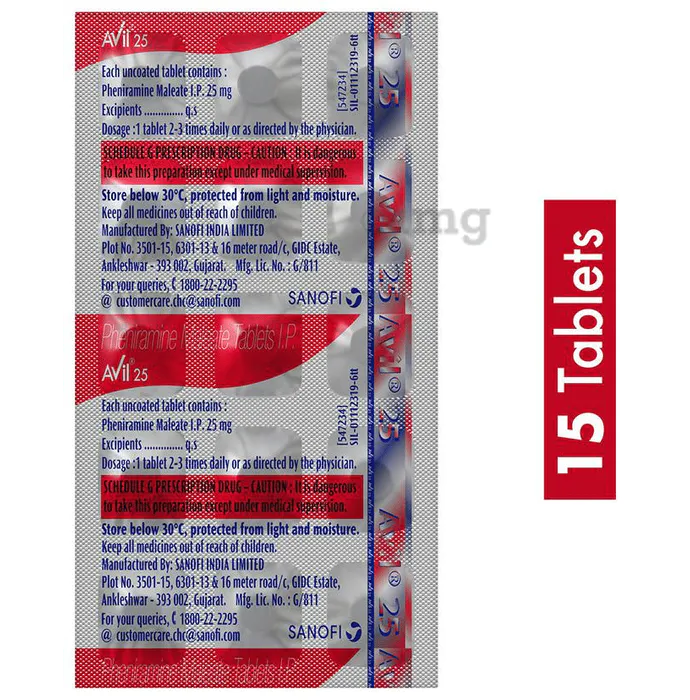 Avil 25
Each uncoated tablet contains :
Pheniramine Maleate I.P. 25 mg
Excipients .............. q.s
Dosage :1 tablet 2-3 times daily or as directed by the physician.
SCHEDULE G PRESCRIPTION DRUG - CAUTION : It is dangerous
to take this preparation except under medical supervision.
Store below 30°C, protected from light and moisture.
Keep all medicines out of reach of children.
Manufactured By: SANOFI INDIA LIMITED
Plot No. 3501-15, 6301-13 & 16 meter road/c, GIDC Estate,
Ankleshwar - 393 002, Gujarat. Mfg. Lic. No. : G/811
For your queries, 1800-22-2295
@ customercare.chc@sanofi.com
SANOFI
[547234]
SIL-01112319-6tt
Pheniramine Maleate Tablets I.P.
Avil® 25
Each uncoated tablet contains :
Pheniramine Maleate I.P. 25 mg
Excipients .............. q.s
Dosage :1 tablet 2-3 times daily or as directed by the physician.
SCHEDULE G PRESCRIPTION DRUG - CAUTION : It is dangerous
to take this preparation except under medical supervision.
Store below 30°C, protected from light and moisture.
Keep all medicines out of reach of children.
Manufactured By: SANOFI INDIA LIMITED
Plot No. 3501-15, 6301-13 & 16 meter road/c, GIDC Estate,
Ankleshwar - 393 002, Gujarat. Mfg. Lic. No. : G/811
For your queries, 1800-22-2295
@ customercare.chc@sanofi.com
SANOFI
[547234]
SIL-01112319-6tt
Pheniramine Maleate Tablets I.P.
l® 25
Avil® 25
Avil® 25
Avil® 25
15 Tablets